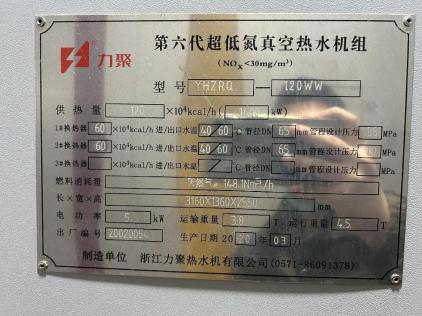 力聚
第六代超低氮真空热水机组
(NOx<30mg/m³)
型号 YHZRQ—120WW
供热量 120 ×10⁴kcal/h ( kW)
1#换热器 60 ×10⁴kcal/h 进/出口水温 40/60 ℃ 管径DN 65 mm 管程设计压力 MPa
2#换热器 60 ×10⁴kcal/h 进/出口水温 40/60 ℃ 管径DN 65 mm 管程设计压力 MPa
3#换热器 ×10⁴kcal/h 进/出口水温 / ℃ 管径DN mm 管程设计压力 MPa
燃料消耗量 天然气: 148.1Nm³/h
长×宽×高 mm
电功率 5 kW 运输重量 3.8 T 运行重量 4.5 T
出厂编号 2002005 生产日期 2020 年 03 月
制造单位 浙江力聚热水机有限公司 (0571-86091378)